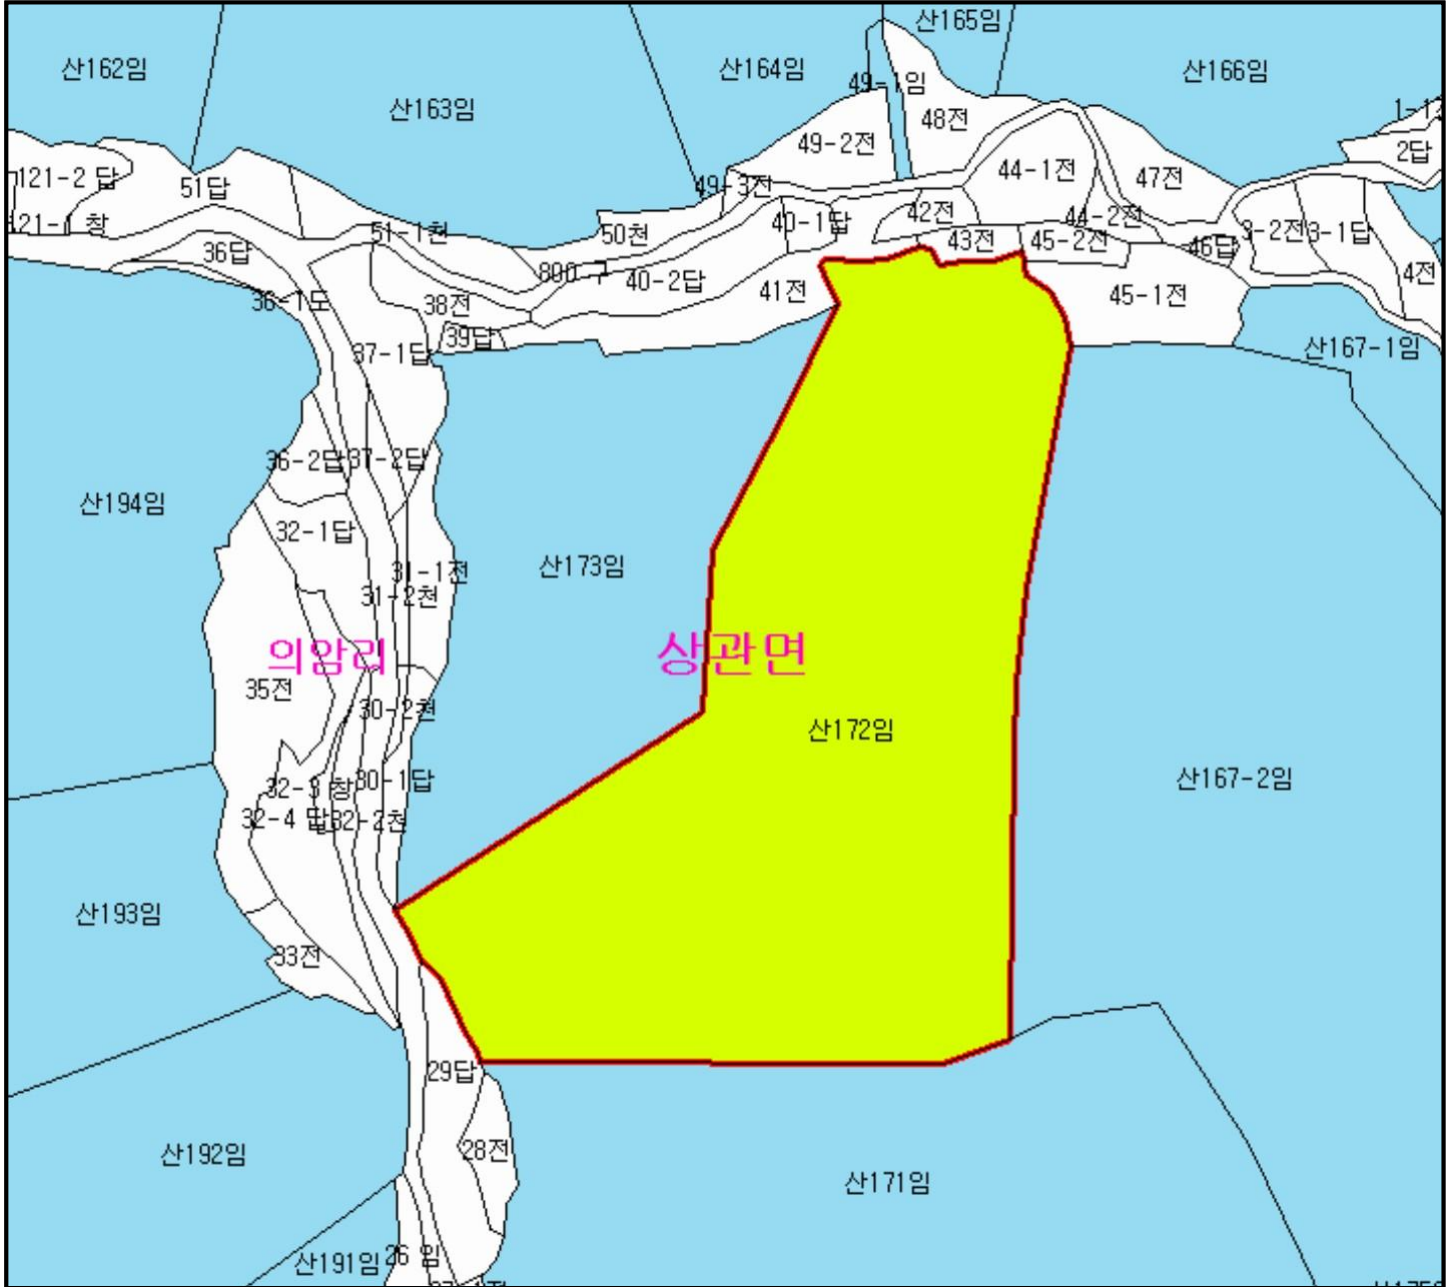 산165임
산162임
산164임
산166임
49-1임
산163임
48전
49-2전
2답
44-1전
121-2 답
47전
51답
49-3전
42전
44-2전
40-1답
51-1천
50천
43전
45-2전
46답
3-2전
3-1답
36답
4전
40-2답
41전
45-1전
36-1도
38전
39답
산167-1임
37-1답
36-2답
37-2답
산194임
32-1답
산173임
31-1전
31-2천
의암리
상관면
35전
30-2천
산172임
30-1답
산167-2임
32-3 창
32-4 답
32-2천
산193임
33전
29답
28전
산192임
산171임
산191임
26 임